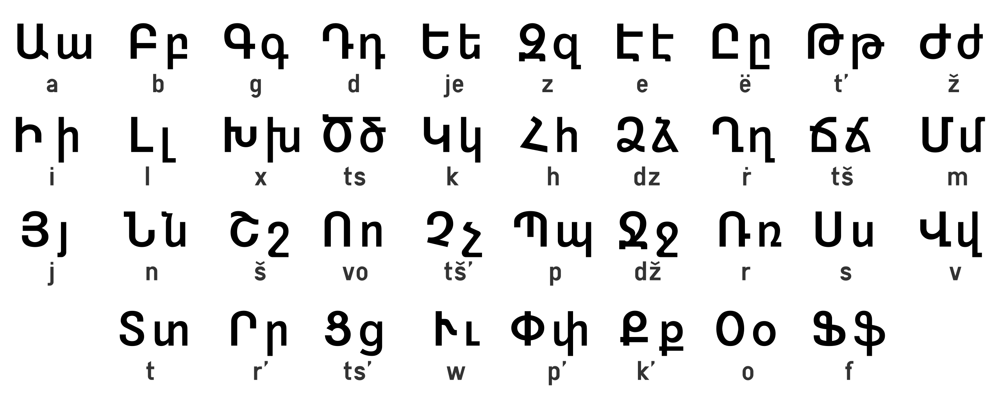 Աա Բբ Գգ Դդ Եե Զզ Էէ Ըը Թթ Ժժ
a b g d je z e ë t’ ž
Իի Լլ Խխ Ծծ Կկ Հհ Ձձ Ղղ Ճճ Մմ
i l x ts k h dz ṙ tš m
Յյ Նն Շշ Ոո Չչ Պպ Ջջ Ռռ Սս Վվ
j n š vo tš’ p dž r s v
Տտ Րր Ցց Ււ Փփ Քք Օօ Ֆֆ
t r’ ts’ w p’ k’ o f